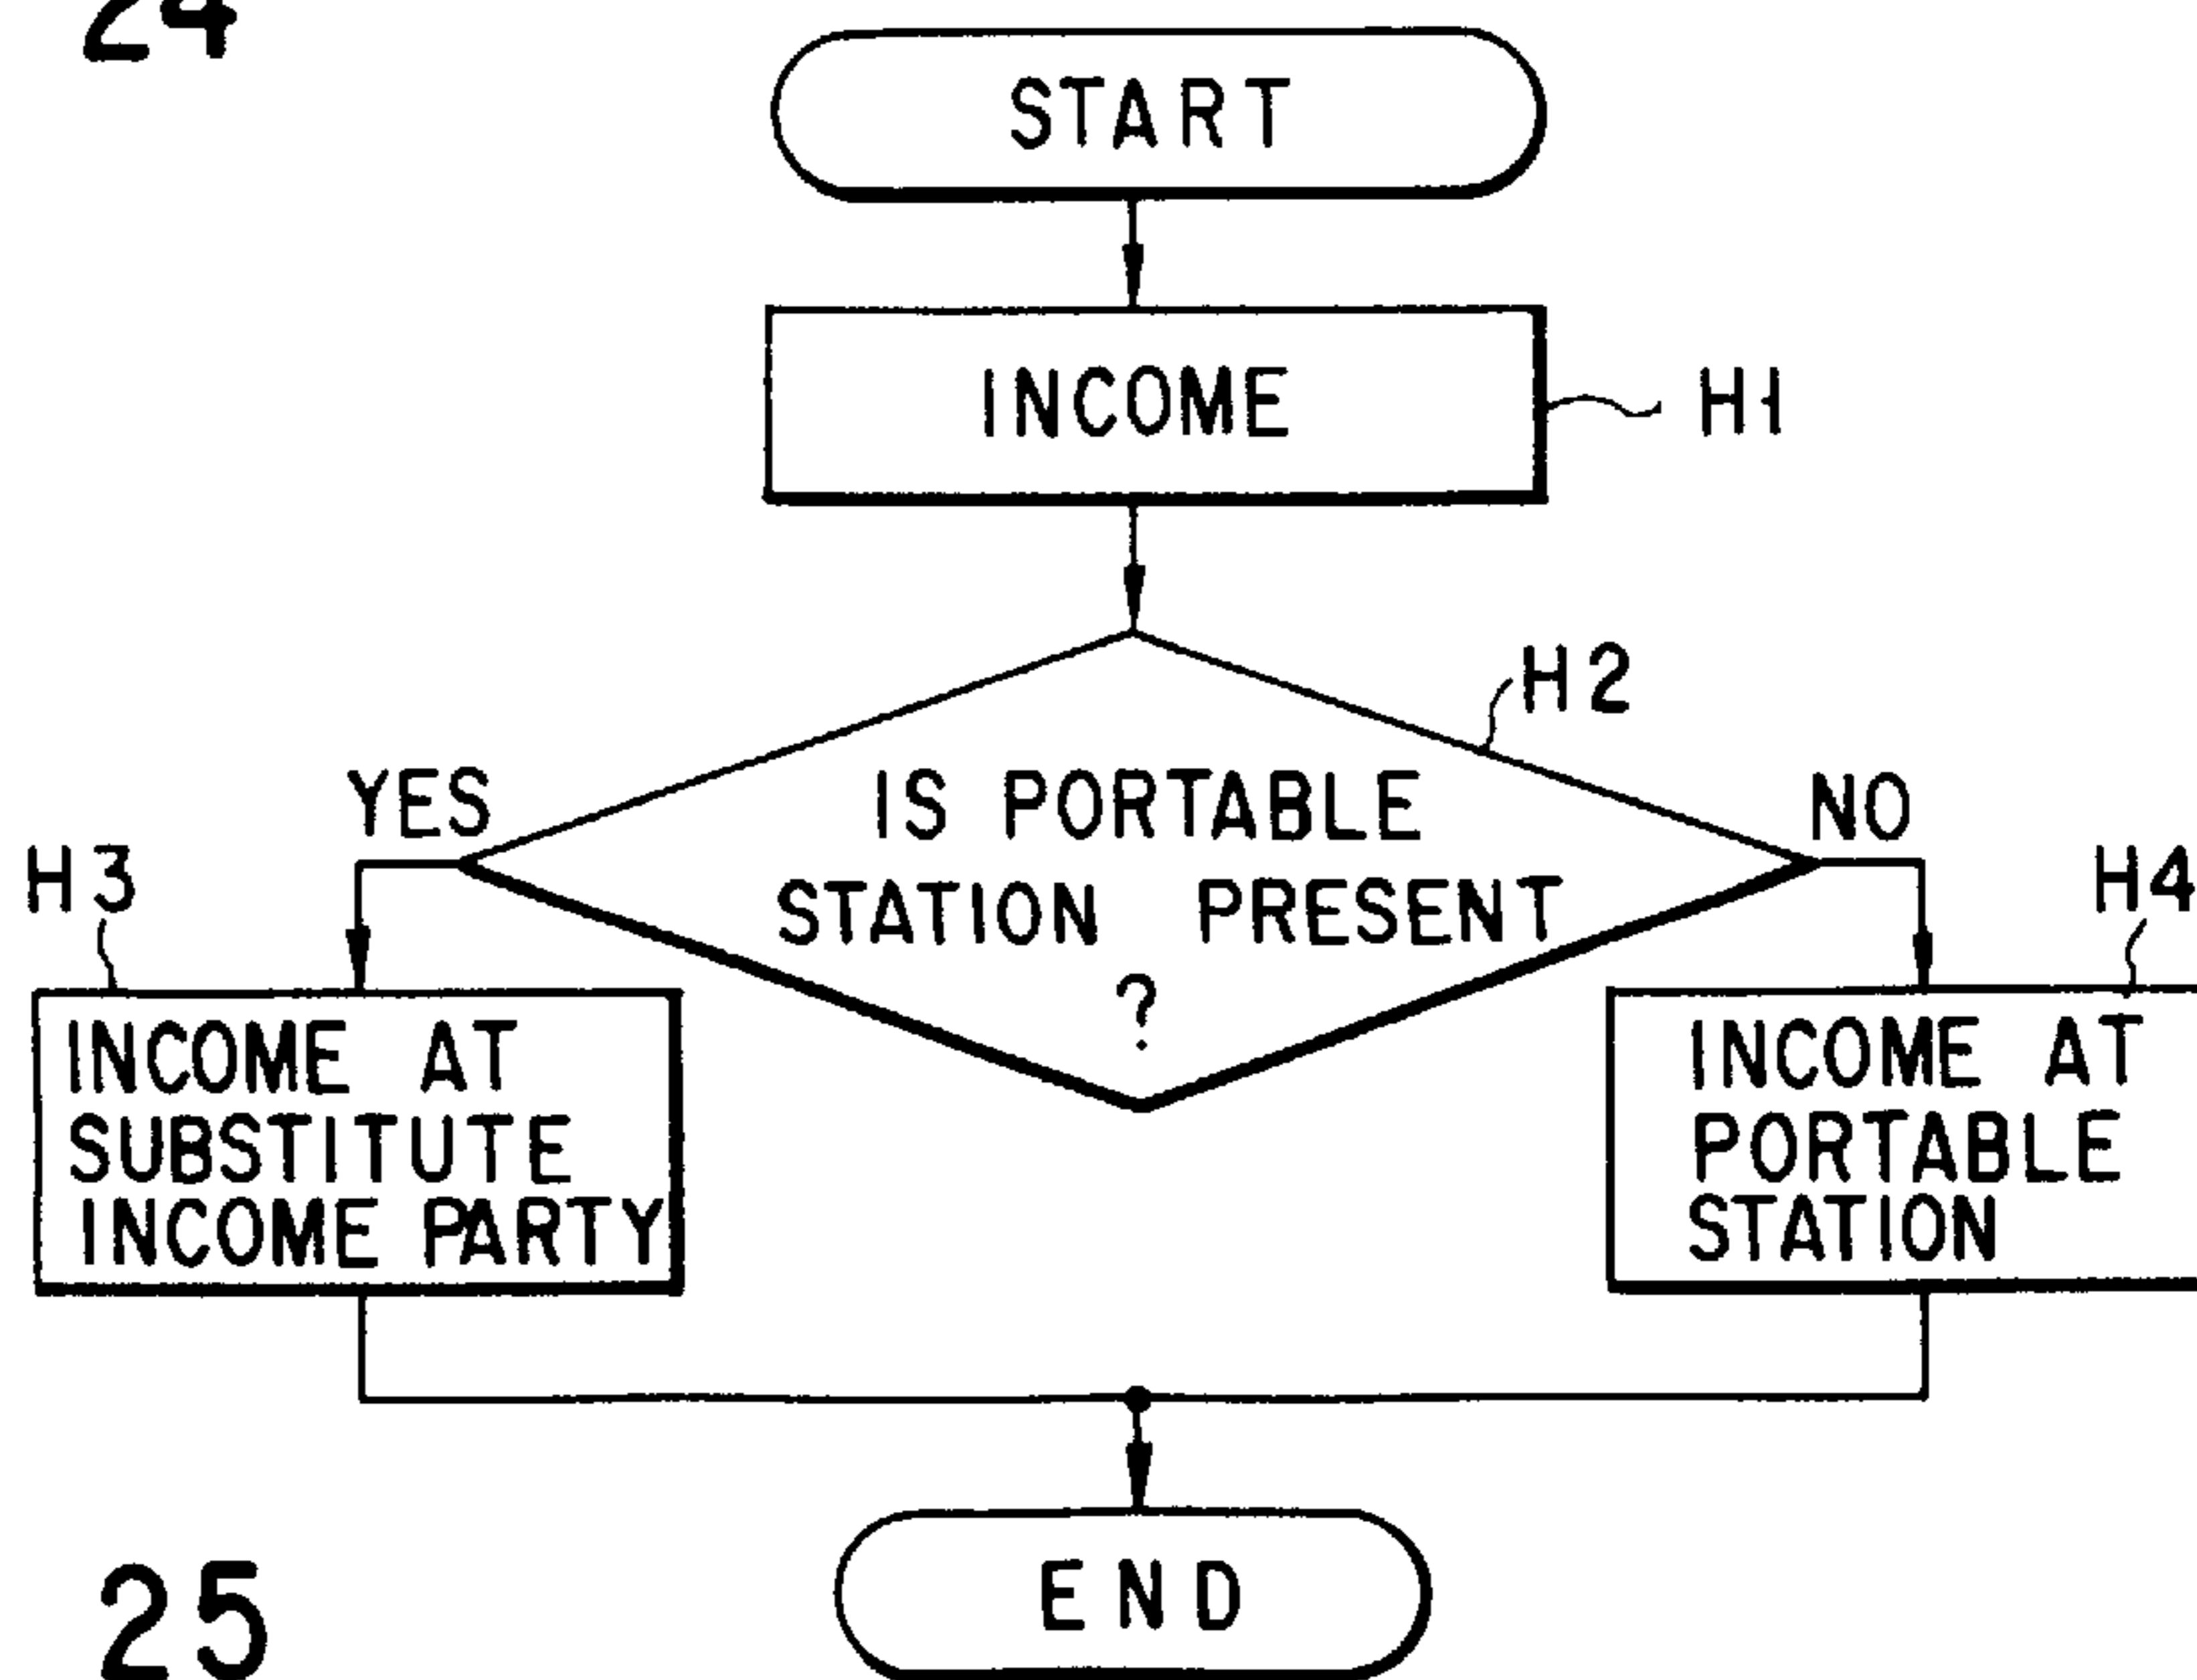 24
START
INCOME
H1
H2
YES
IS PORTABLE
NO
H3
STATION PRESENT
H4
?
INCOME AT
SUBSTITUTE
INCOME PARTY
INCOME AT
PORTABLE
STATION
END
25